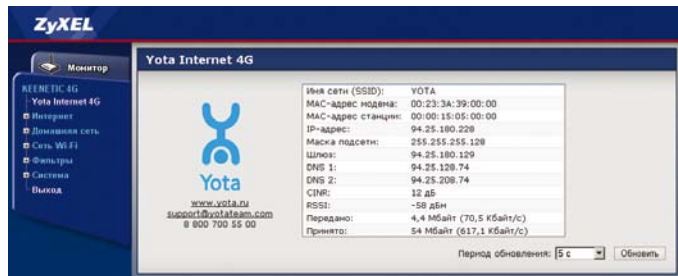 ZyXEL
Монитор
KEENETIC 4G
Yota Internet 4G
Интернет
Домашняя сеть
Сеть Wi-Fi
Фильтры
Система
Выход
Yota Internet 4G
Yota
www.yota.ru
support@yotateam.com
8 800 700 55 00
Имя сети (SSID): YOTA
MAC-адрес модема: 00:23:3A:39:00:00
MAC-адрес станции: 00:00:15:05:00:00
IP-адрес: 94.25.180.228
Маска подсети: 255.255.255.128
Шлюз: 94.25.180.129
DNS 1: 94.25.128.74
DNS 2: 94.25.208.74
CINR: 12 дБ
RSSI: -58 дБм
Передано: 4,4 Мбайт (70,5 Кбайт/с)
Принято: 54 Мбайт (617,1 Кбайт/с)
Период обновления: 5 с Обновить